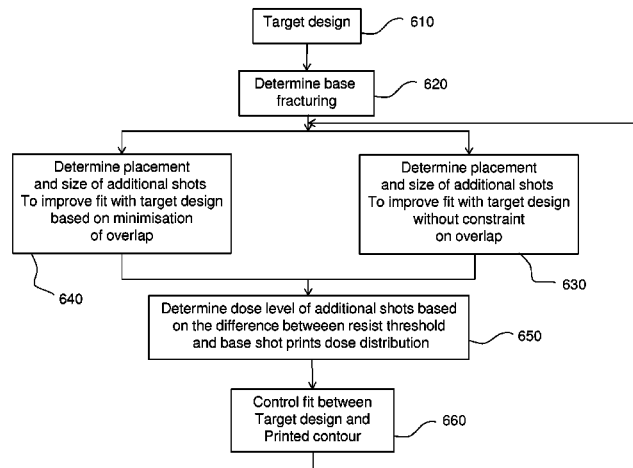 Target design
610
Determine base
fracturing
620
Determine placement
and size of additional shots
To improve fit with target design
based on minimisation
of overlap
640
Determine placement
and size of additional shots
To improve fit with target design
without constraint
on overlap
630
Determine dose level of additional shots based
on the difference betweeen resist threshold
and base shot prints dose distribution
650
Control fit between
Target design and
Printed contour
660